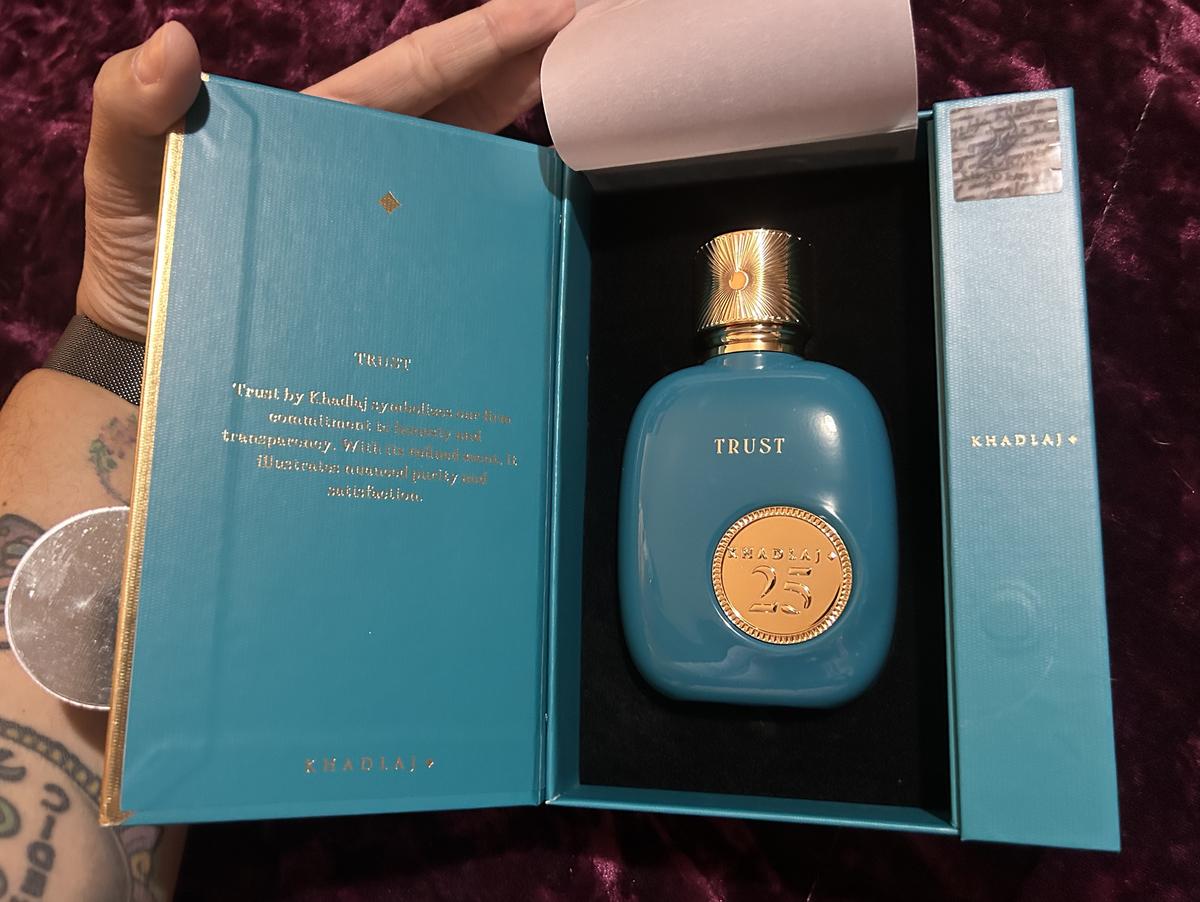 TRUST
Trust by Khadlaj symbolises our firm
commitment to honesty and
transparency. With its refined scent, it
illustrates nuanced purity and
satisfaction.
KHADLAJ
TRUST
KHADLAJ
25
KHADLAJ